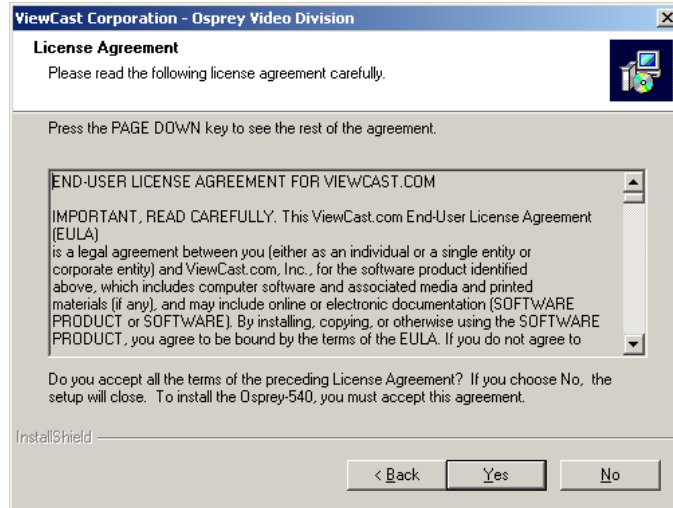 ViewCast Corporation - Osprey Video Division
License Agreement
Please read the following license agreement carefully.
Press the PAGE DOWN key to see the rest of the agreement.
END-USER LICENSE AGREEMENT FOR VIEWCAST.COM
IMPORTANT, READ CAREFULLY. This ViewCast.com End-User License Agreement
(EULA)
is a legal agreement between you (either as an individual or a single entity or
corporate entity) and ViewCast.com, Inc., for the software product identified
above, which includes computer software and associated media and printed
materials (if any), and may include online or electronic documentation (SOFTWARE
PRODUCT or SOFTWARE). By installing, copying, or otherwise using the SOFTWARE
PRODUCT, you agree to be bound by the terms of the EULA. If you do not agree to
Do you accept all the terms of the preceding License Agreement? If you choose No, the
setup will close. To install the Osprey-540, you must accept this agreement.
InstallShield
< Back Yes No